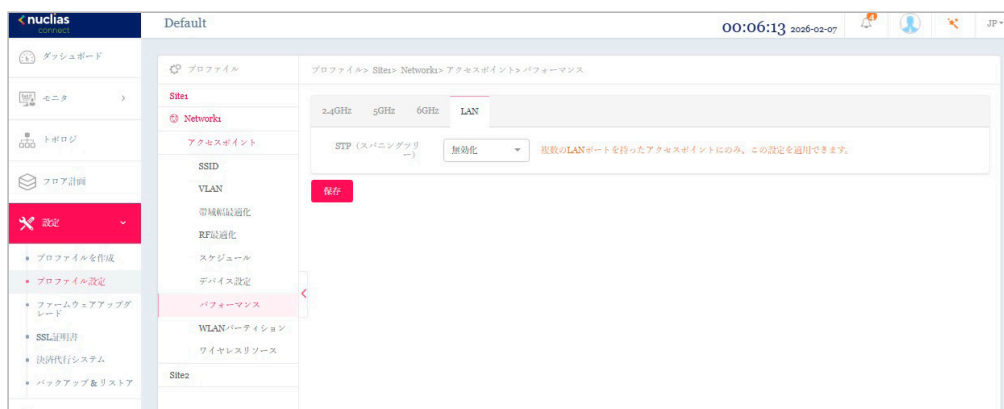 nuclias
connect
Default
00:06:13 2026-02-07
4
JP
ダッシュボード
モニタ
トポロジ
フロア計画
設定
プロファイルを作成
プロファイル設定
ファームウェアアップグ
レード
SSL証明書
決済代行システム
バックアップ&リストア
プロファイル
Site1
Network1
アクセスポイント
SSID
VLAN
帯域幅最適化
RF最適化
スケジュール
デバイス設定
パフォーマンス
WLANパーティション
ワイヤレスリソース
Site2
プロファイル> Site1> Network1> アクセスポイント> パフォーマンス
2.4GHz 5GHz 6GHz LAN
STP(スパニングツリ
ー)
無効化
複数のLANポートを持ったアクセスポイントにのみ、この設定を適用できます。
保存